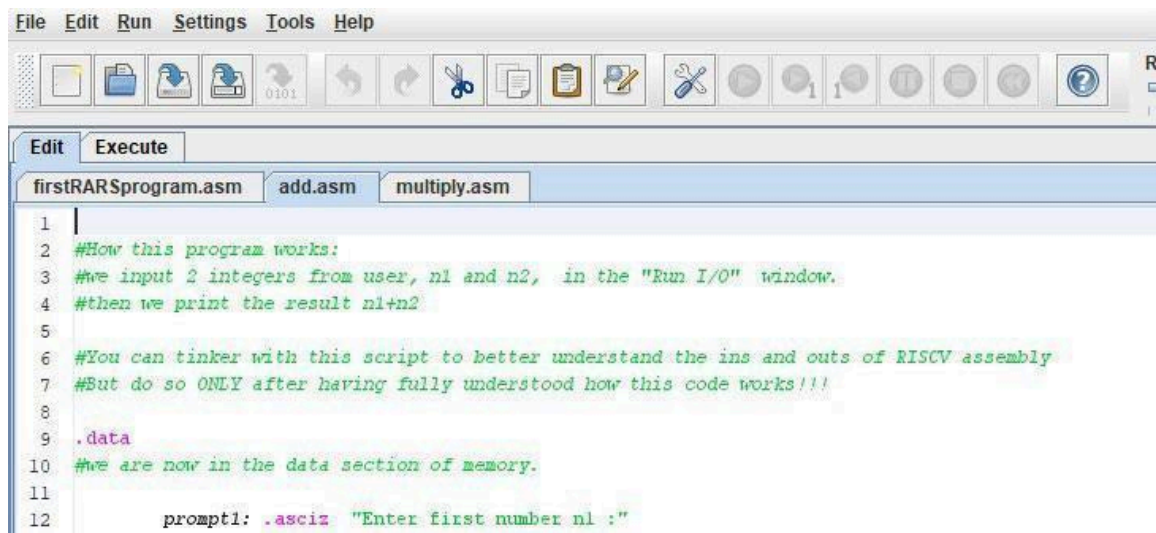 File Edit Run Settings Tools Help
0101
1
1
R
Edit Execute
firstRARSprogram.asm add.asm multiply.asm
1
2 #How this program works:
3 #we input 2 integers from user, n1 and n2, in the "Run I/O" window.
4 #then we print the result n1+n2
5
6 #You can tinker with this script to better understand the ins and outs of RISCV assembly
7 #But do so ONLY after having fully understood how this code works!!!
8
9 .data
10 #we are now in the data section of memory.
11
12 prompt1: .asciz "Enter first number n1 :"